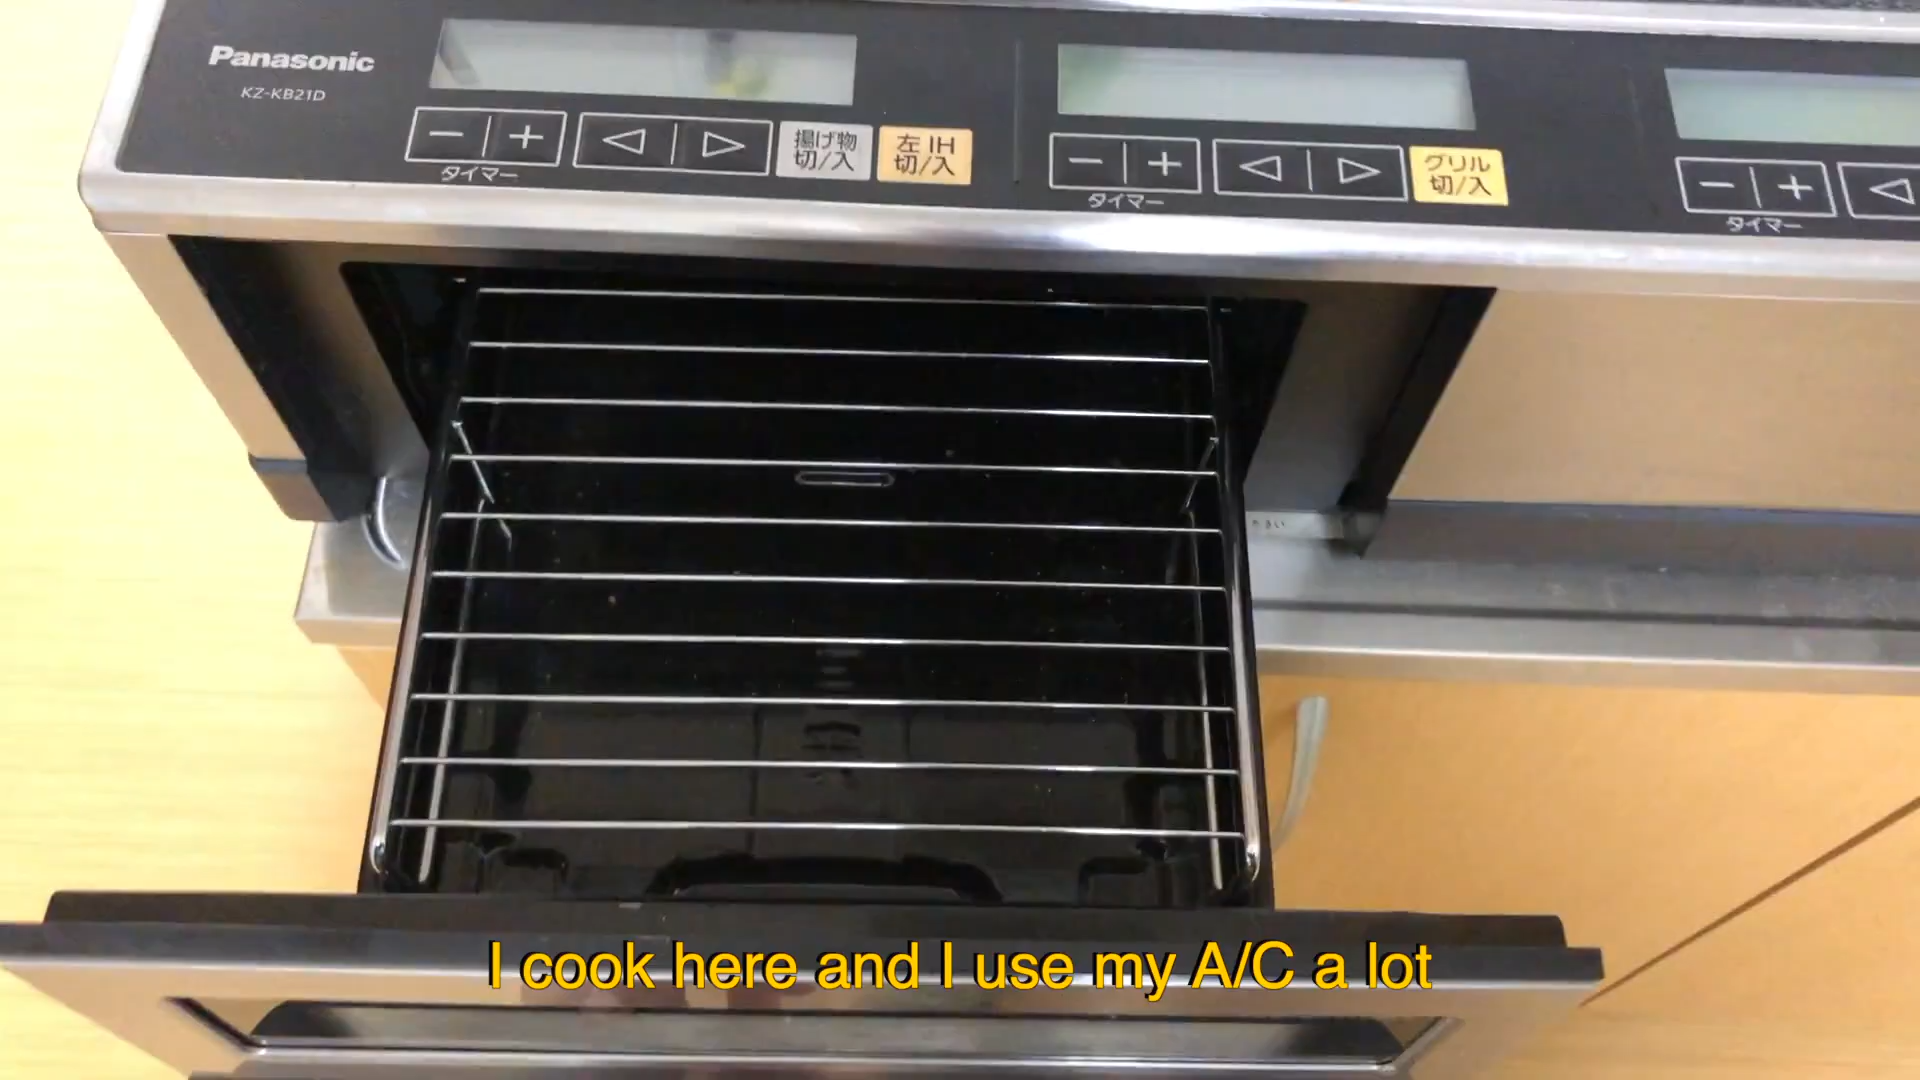 Panasonic
KZ-KB21D
− +
タイマー
揚げ物
切/入
左 IH
切/入
− +
タイマー
グリル
切/入
− +
タイマー
I cook here and I use my A/C a lot